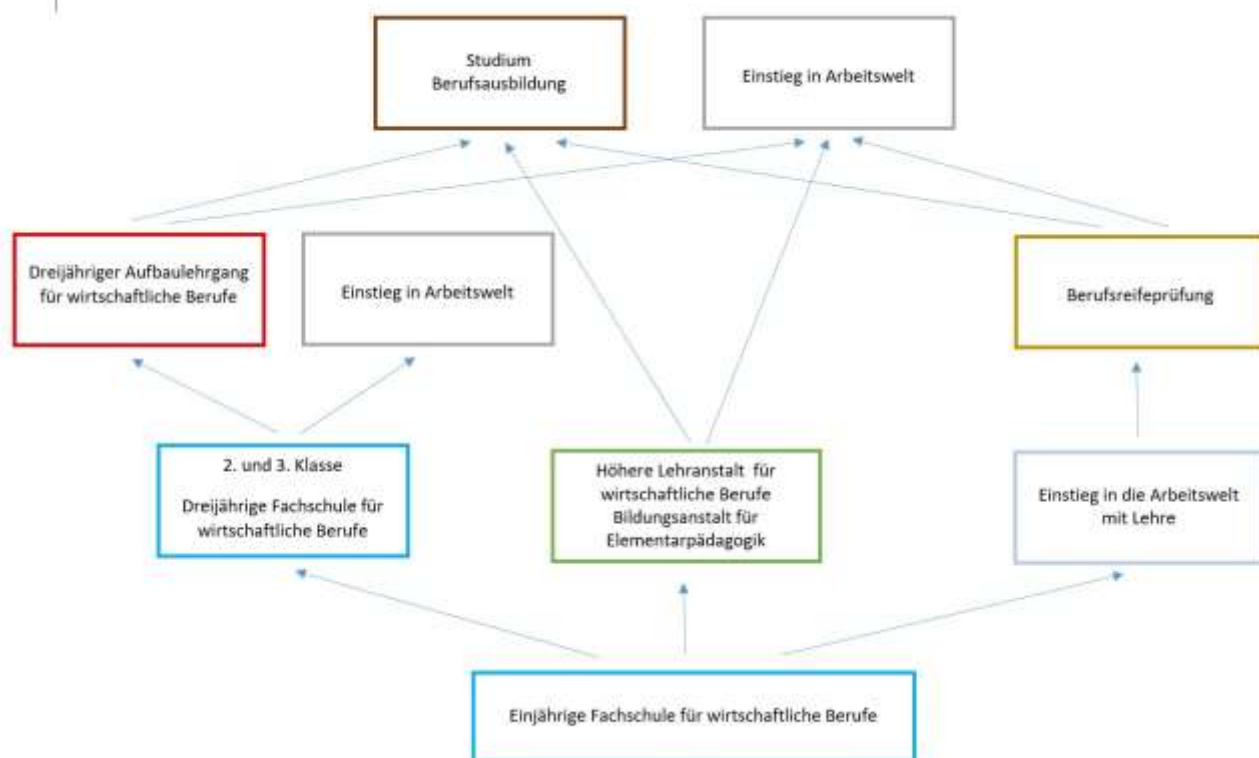 Studium
Berufsausbildung
Einstieg in Arbeitswelt
Dreijähriger Aufbaulehrgang
für wirtschaftliche Berufe
Einstieg in Arbeitswelt
Berufsreifeprüfung
2. und 3. Klasse
Dreijährige Fachschule für
wirtschaftliche Berufe
Höhere Lehranstalt für
wirtschaftliche Berufe
Bildungsanstalt für
Elementarpädagogik
Einstieg in die Arbeitswelt
mit Lehre
Einjährige Fachschule für wirtschaftliche Berufe